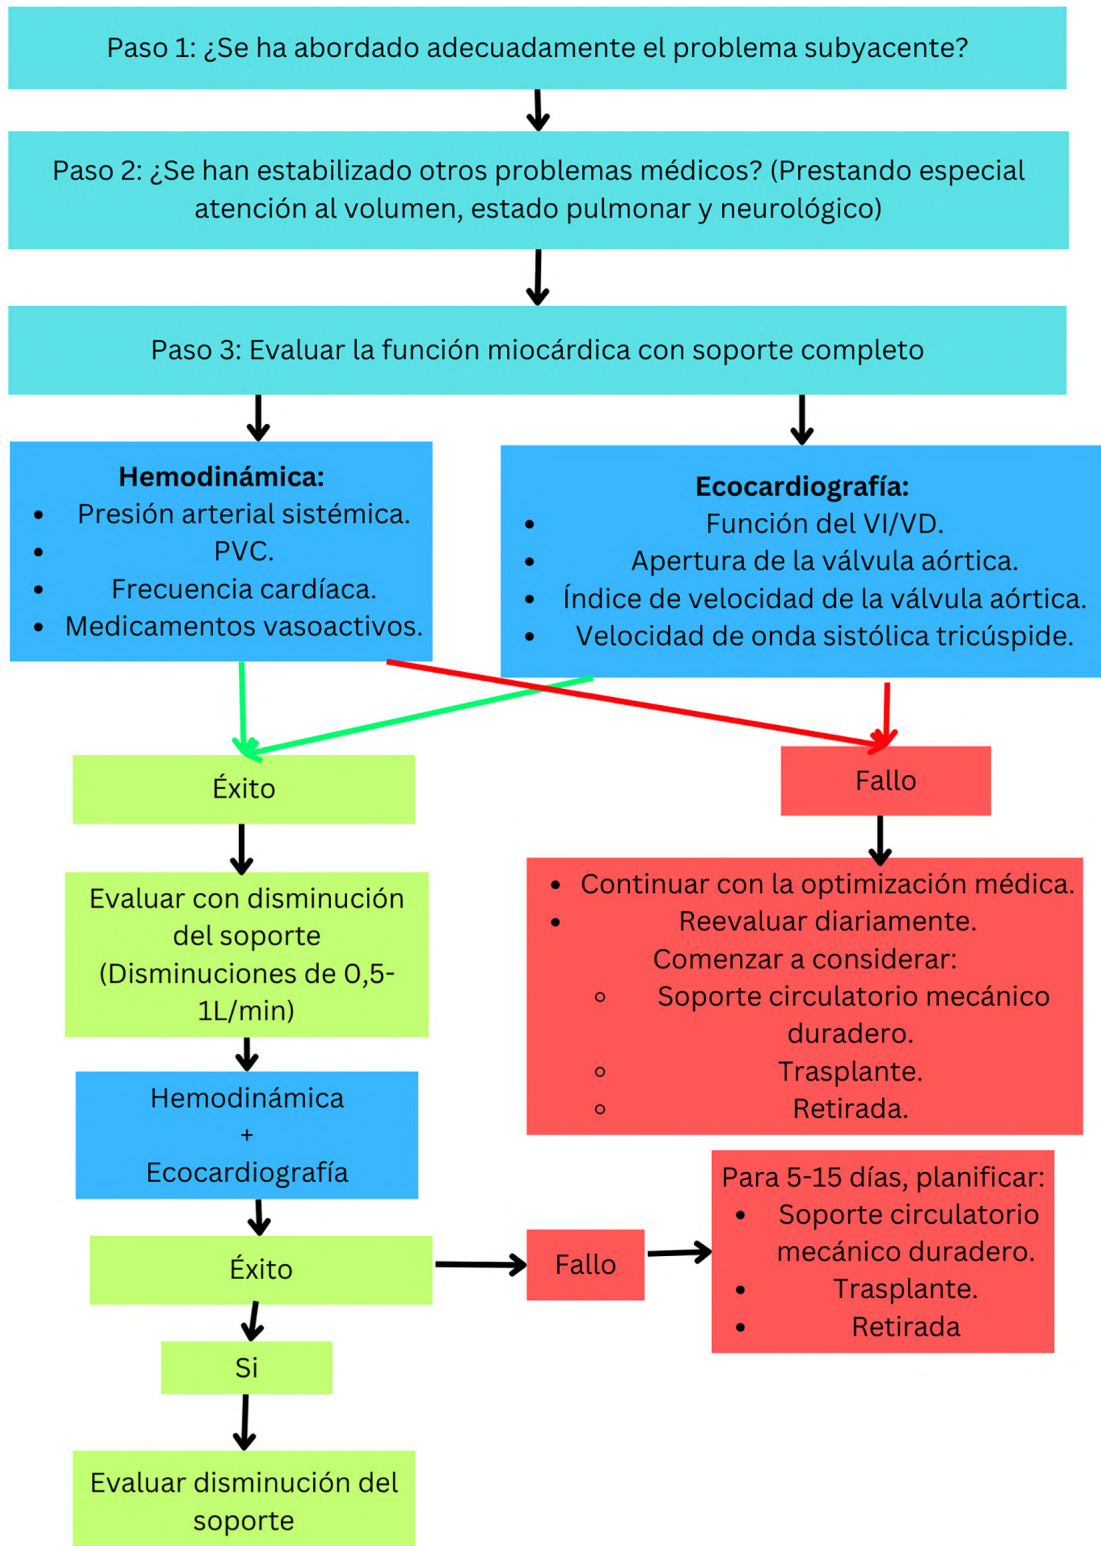 Paso 1: ¿Se ha abordado adecuadamente el problema subyacente?
Paso 2: ¿Se han estabilizado otros problemas médicos? (Prestando especial
atención al volumen, estado pulmonar y neurológico)
Paso 3: Evaluar la función miocárdica con soporte completo
Hemodinámica:
• Presión arterial sistémica.
• PVC.
• Frecuencia cardíaca.
• Medicamentos vasoactivos.
Ecocardiografía:
• Función del VI/VD.
• Apertura de la válvula aórtica.
• Índice de velocidad de la válvula aórtica.
• Velocidad de onda sistólica tricúspide.
Éxito
Fallo
Evaluar con disminución
del soporte
(Disminuciones de 0,5-
1L/min)
• Continuar con la optimización médica.
• Reevaluar diariamente.
Comenzar a considerar:
◦ Soporte circulatorio mecánico
duradero.
◦ Trasplante.
◦ Retirada.
Hemodinámica
+
Ecocardiografía
Éxito
Fallo
Para 5-15 días, planificar:
• Soporte circulatorio
mecánico duradero.
• Trasplante.
• Retirada
Si
Evaluar disminución del
soporte